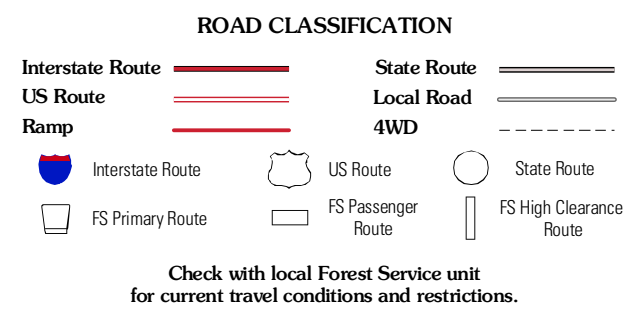 ROAD CLASSIFICATION
Interstate Route
State Route
US Route
Local Road
Ramp
4WD
Interstate Route
US Route
State Route
FS Primary Route
FS Passenger
Route
FS High Clearance
Route
Check with local Forest Service unit
for current travel conditions and restrictions.